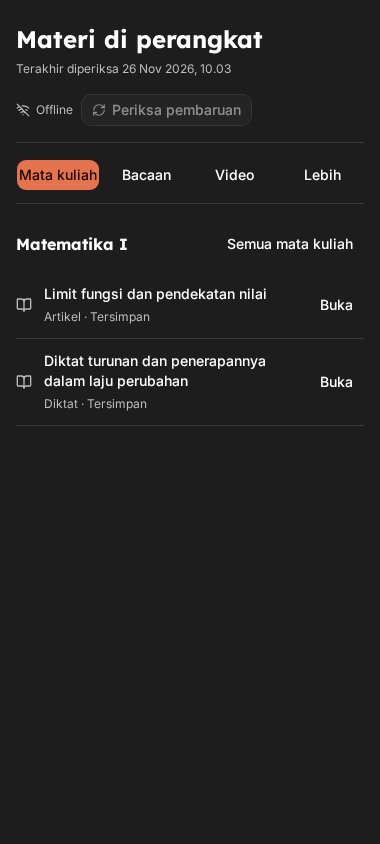 Materi di perangkat
Terakhir diperiksa 26 Nov 2026, 10.03
Offline
Periksa pembaruan
Mata kuliah
Bacaan
Video
Lebih
Matematika I
Semua mata kuliah
Limit fungsi dan pendekatan nilai
Artikel · Tersimpan
Buka
Diktat turunan dan penerapannya
dalam laju perubahan
Diktat · Tersimpan
Buka